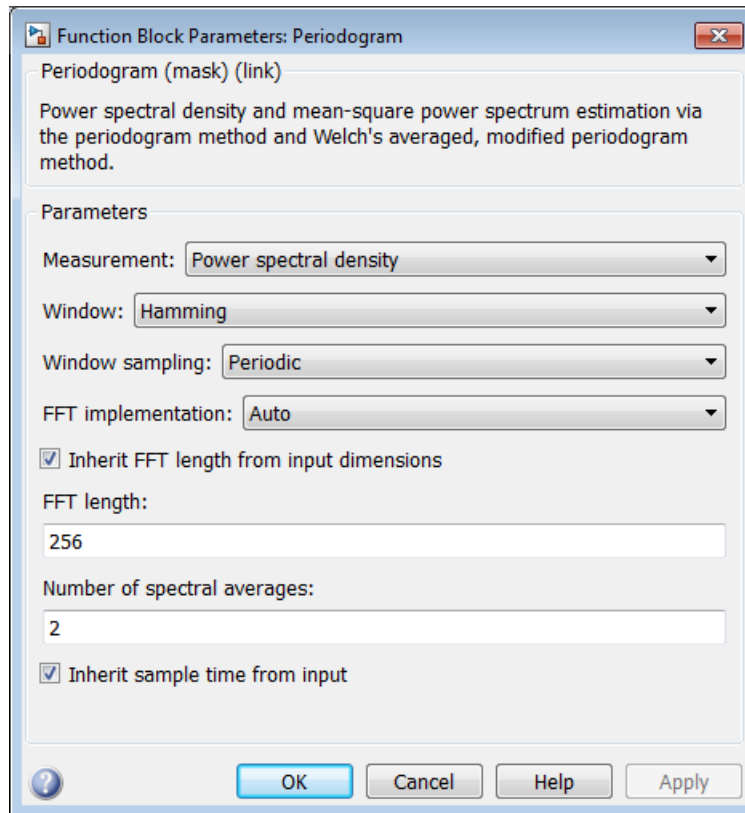 Function Block Parameters: Periodogram
Periodogram (mask) (link)
Power spectral density and mean-square power spectrum estimation via
the periodogram method and Welch's averaged, modified periodogram
method.
Parameters
Measurement: Power spectral density
Window: Hamming
Window sampling: Periodic
FFT implementation: Auto
Inherit FFT length from input dimensions
FFT length:
256
Number of spectral averages:
2
Inherit sample time from input
? OK Cancel Help Apply